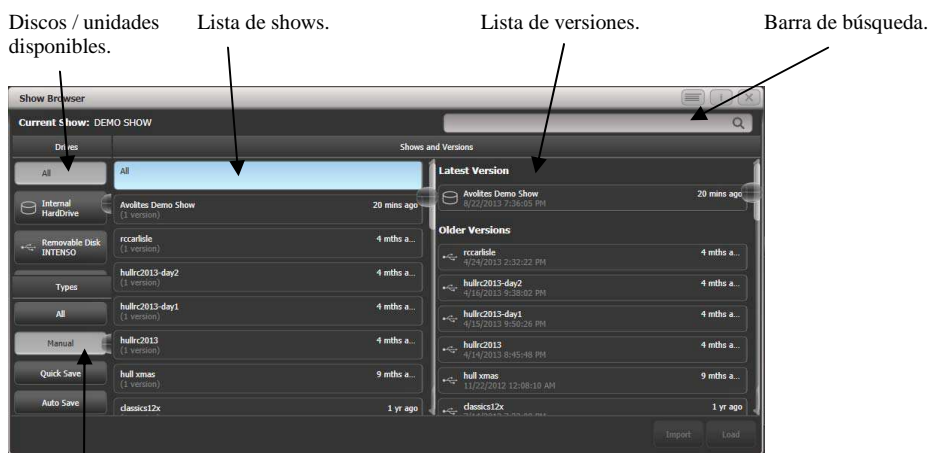 Discos / unidades disponibles.
Lista de shows.
Lista de versiones.
Barra de búsqueda.
Show Browser
Current Show: DEMO SHOW
Drives
Shows and Versions
All
Internal HardDrive
Removable Disk INTENSO
Types
All
Manual
Quick Save
Auto Save
All
Avolites Demo Show 20 mins ago
(1 version)
rccarlisle 4 mths a...
(1 version)
hullrc2013-day2 4 mths a...
(1 version)
hullrc2013-day1 4 mths a...
(1 version)
hullrc2013 4 mths a...
(1 version)
hull xmas 9 mths a...
(1 version)
classics12x 1 yr ago
Latest Version
Avolites Demo Show 20 mins ago
8/22/2013 7:36:05 PM
Older Versions
rccarlisle 4 mths a...
4/24/2013 2:32:22 PM
hullrc2013-day2 4 mths a...
4/16/2013 9:38:02 PM
hullrc2013-day1 4 mths a...
4/15/2013 9:50:26 PM
hullrc2013 4 mths a...
4/14/2013 8:45:48 PM
hull xmas 9 mths a...
11/22/2012 12:08:10 AM
classics12x 1 yr ago
Import Load